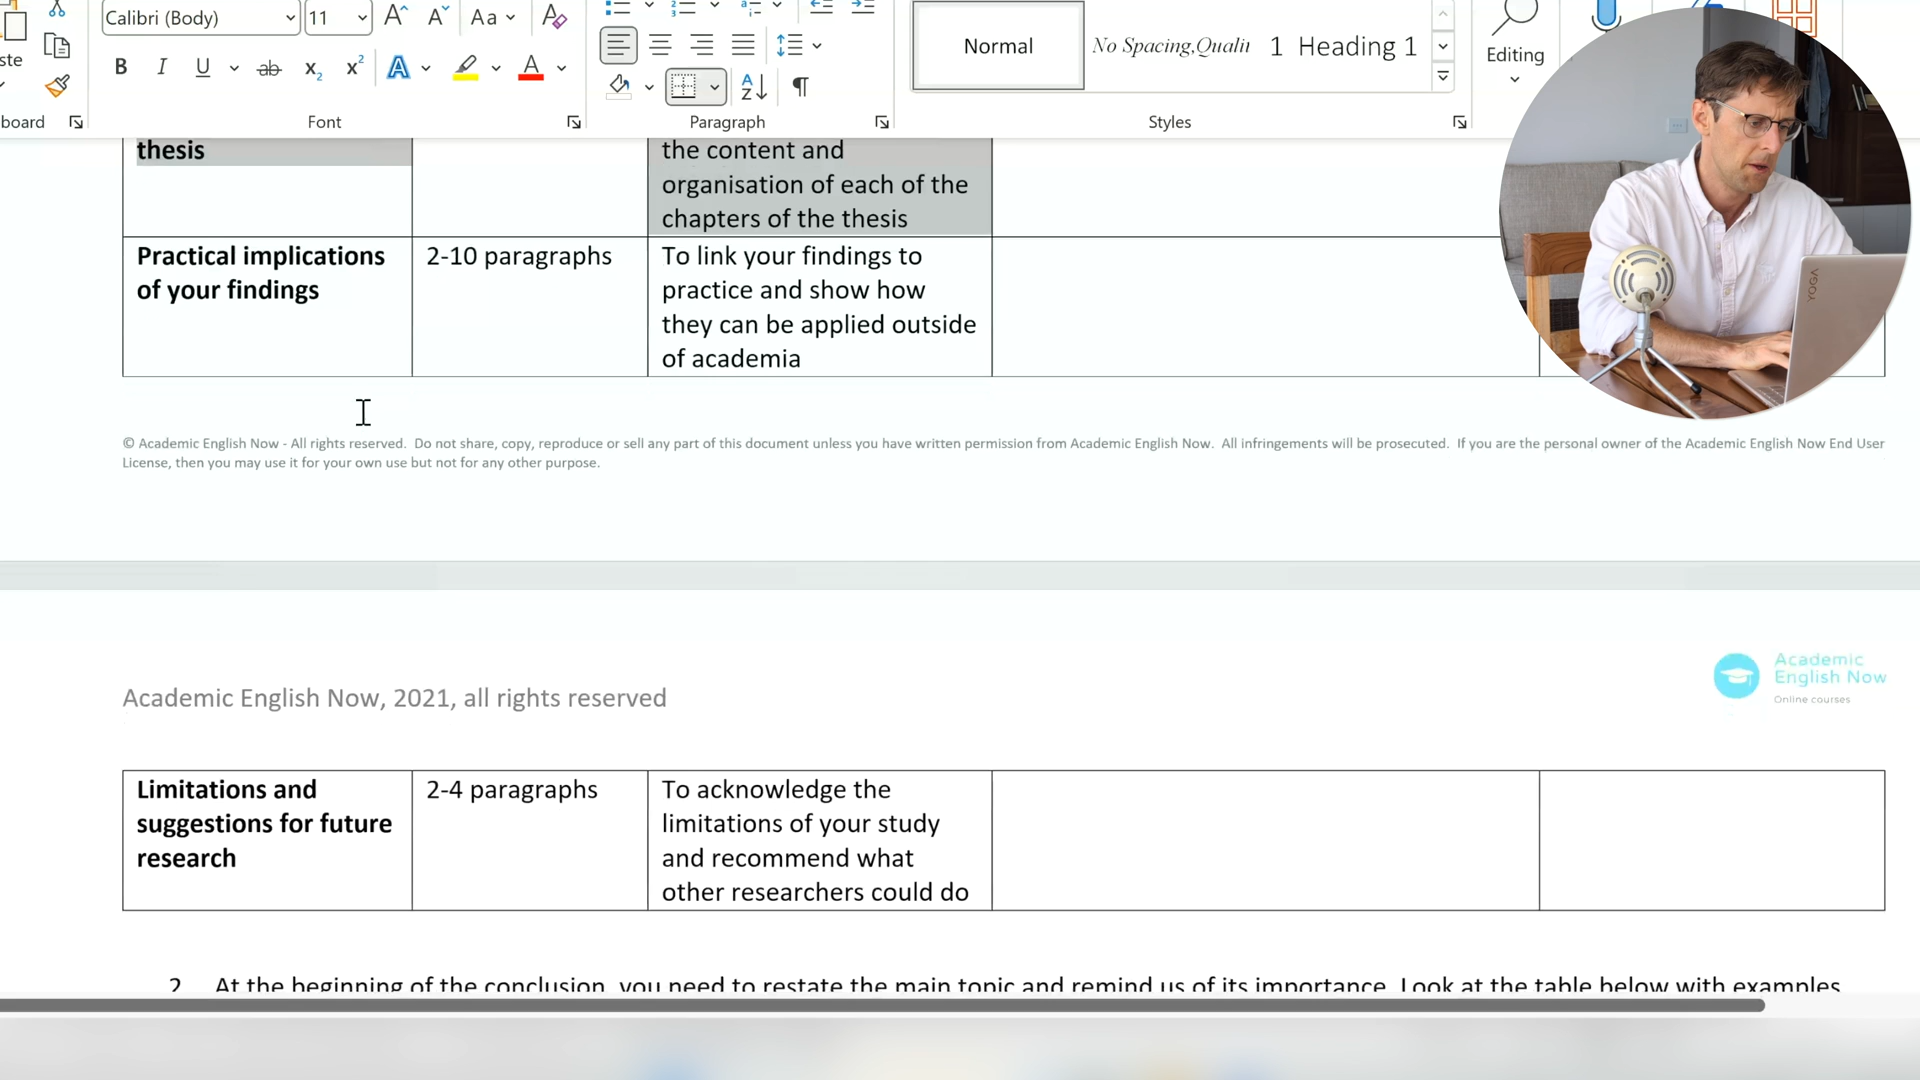 Calibri (Body)
11
A
A
Aa
A
ste
B I U ab x2 x2 A A
A
Z
¶
Normal
No Spacing,Qualit
1 Heading 1
Editing
board
Font
Paragraph
Styles
thesis
the content and
organisation of each of the
chapters of the thesis
Practical implications
of your findings
2-10 paragraphs
To link your findings to
practice and show how
they can be applied outside
of academia
YOGA
© Academic English Now - All rights reserved. Do not share, copy, reproduce or sell any part of this document unless you have written permission from Academic English Now. All infringements will be prosecuted. If you are the personal owner of the Academic English Now End User
License, then you may use it for your own use but not for any other purpose.
Academic English Now, 2021, all rights reserved
Academic
English Now
Online courses
Limitations and
suggestions for future
research
2-4 paragraphs
To acknowledge the
limitations of your study
and recommend what
other researchers could do
2. At the beginning of the conclusion, you need to restate the main topic and remind us of its importance. Look at the table below with examples